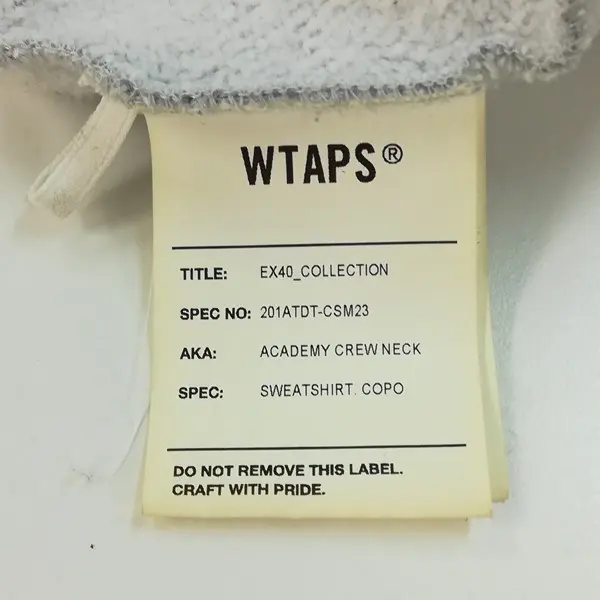 WTAPS®
TITLE: EX40_COLLECTION
SPEC NO: 201ATDT-CSM23
AKA: ACADEMY CREW NECK
SPEC: SWEATSHIRT. COPO
DO NOT REMOVE THIS LABEL.
CRAFT WITH PRIDE.